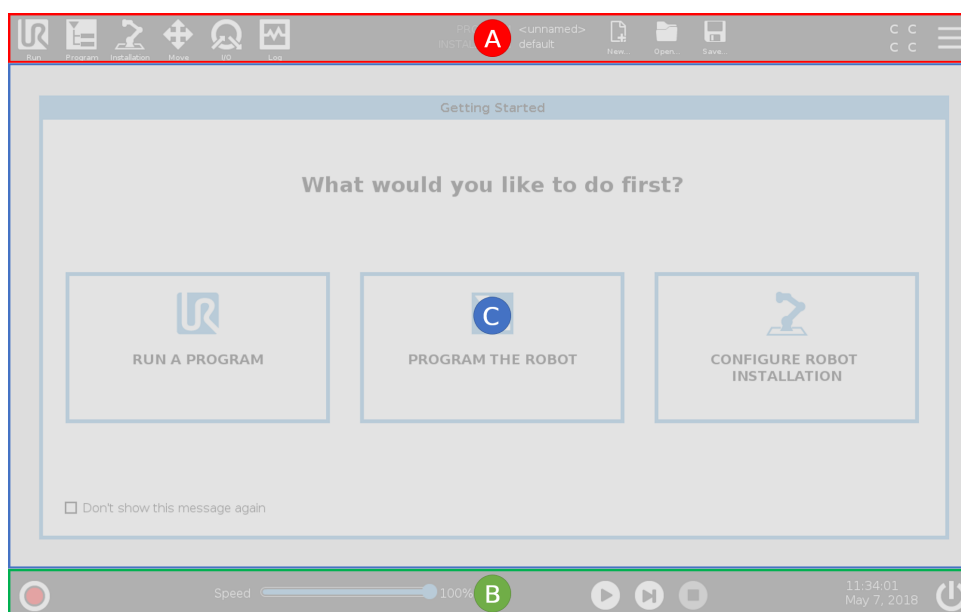 PR A <unnamed>
INSTAL default
C C
C C
Run Program Installation Move I/O Log New... Open... Save...
Getting Started
What would you like to do first?
C
RUN A PROGRAM
PROGRAM THE ROBOT
CONFIGURE ROBOT
INSTALLATION
Don't show this message again
Speed 100% B
11:34:01
May 7, 2018